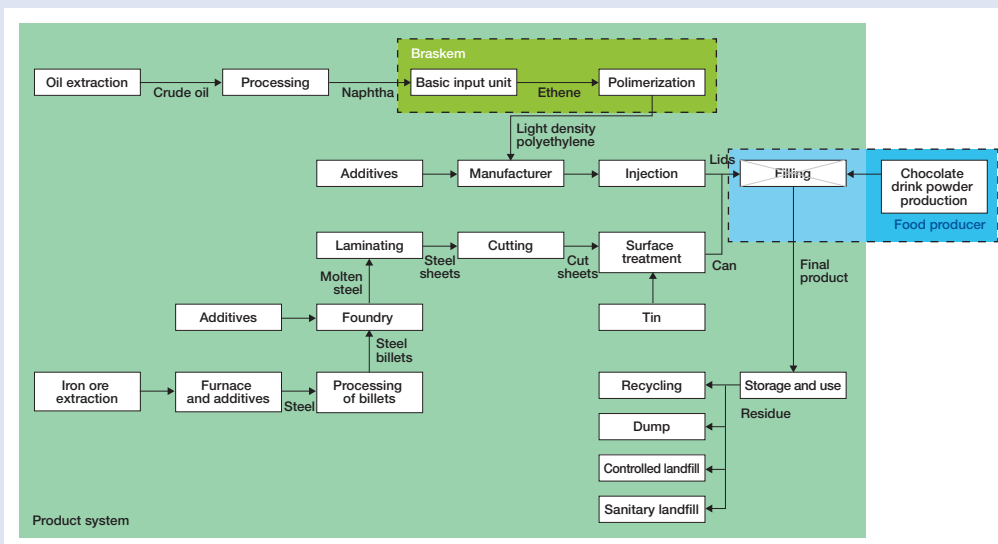 Braskem
Oil extraction
Crude oil
Processing
Naphtha
Basic input unit
Ethene
Polimerization
Light density
polyethylene
Additives
Manufacturer
Injection
Lids
Filling
Chocolate
drink powder
production
Food producer
Laminating
Steel
sheets
Cutting
Cut
sheets
Surface
treatment
Can
Final
product
Molten
steel
Additives
Foundry
Tin
Steel
billets
Iron ore
extraction
Furnace
and additives
Steel
Processing
of billets
Recycling
Storage and use
Residue
Dump
Controlled landfill
Sanitary landfill
Product system